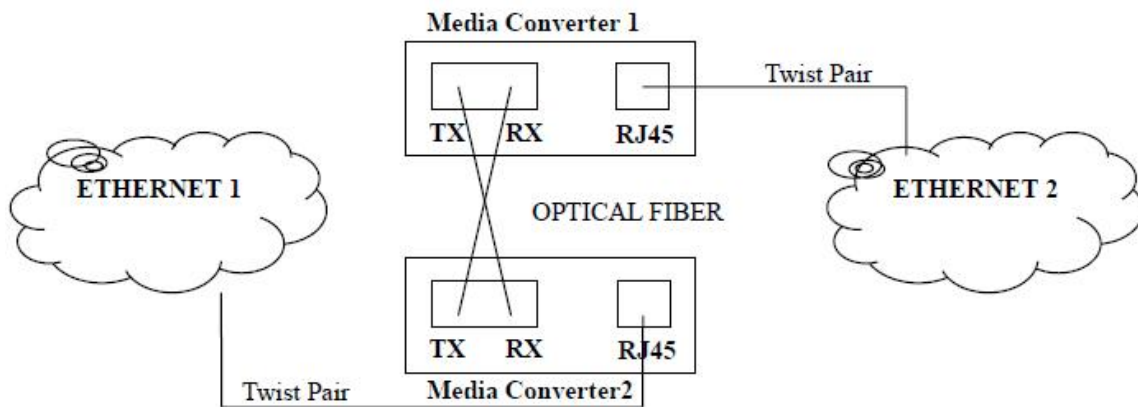 Media Converter 1
Twist Pair
TX RX RJ45
ETHERNET 1
ETHERNET 2
OPTICAL FIBER
TX RX RJ45
Twist Pair
Media Converter2